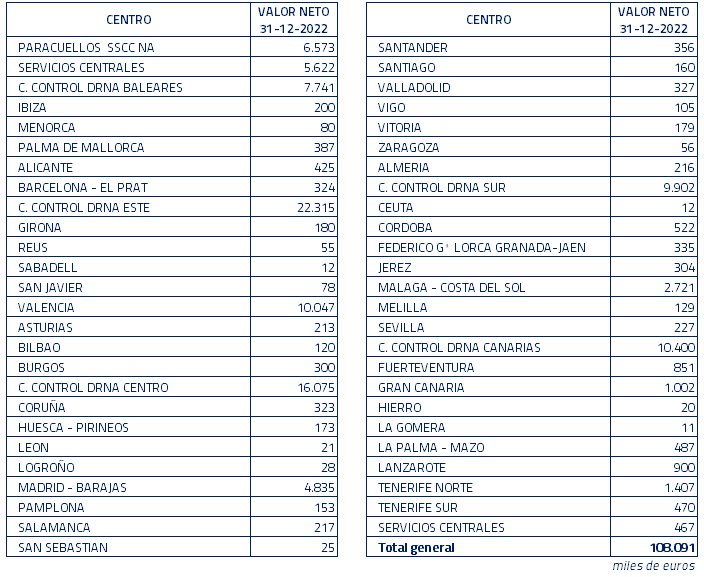 CENTRO VALOR NETO
31-12-2022
PARACUELLOS SSCC NA 6.573
SERVICIOS CENTRALES 5.622
C. CONTROL DRNA BALEARES 7.741
IBIZA 200
MENORCA 80
PALMA DE MALLORCA 387
ALICANTE 425
BARCELONA - EL PRAT 324
C. CONTROL DRNA ESTE 22.315
GIRONA 180
REUS 55
SABADELL 12
SAN JAVIER 78
VALENCIA 10.047
ASTURIAS 213
BILBAO 120
BURGOS 300
C. CONTROL DRNA CENTRO 16.075
CORUÑA 323
HUESCA - PIRINEOS 173
LEON 21
LOGROÑO 28
MADRID - BARAJAS 4.835
PAMPLONA 153
SALAMANCA 217
SAN SEBASTIAN 25
CENTRO VALOR NETO
31-12-2022
SANTANDER 356
SANTIAGO 160
VALLADOLID 327
VIGO 105
VITORIA 179
ZARAGOZA 56
ALMERIA 216
C. CONTROL DRNA SUR 9.902
CEUTA 12
CORDOBA 522
FEDERICO Gª LORCA GRANADA-JAEN 335
JEREZ 304
MALAGA - COSTA DEL SOL 2.721
MELILLA 129
SEVILLA 227
C. CONTROL DRNA CANARIAS 10.400
FUERTEVENTURA 851
GRAN CANARIA 1.002
HIERRO 20
LA GOMERA 11
LA PALMA - MAZO 487
LANZAROTE 900
TENERIFE NORTE 1.407
TENERIFE SUR 470
SERVICIOS CENTRALES 467
Total general 108.091
miles de euros